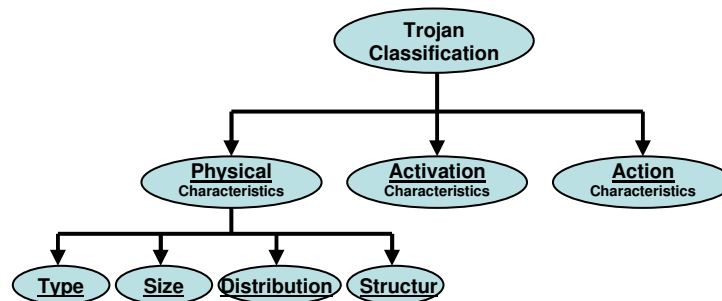 Trojan
Classification
Physical
Characteristics
Activation
Characteristics
Action
Characteristics
Type
Size
Distribution
Structur